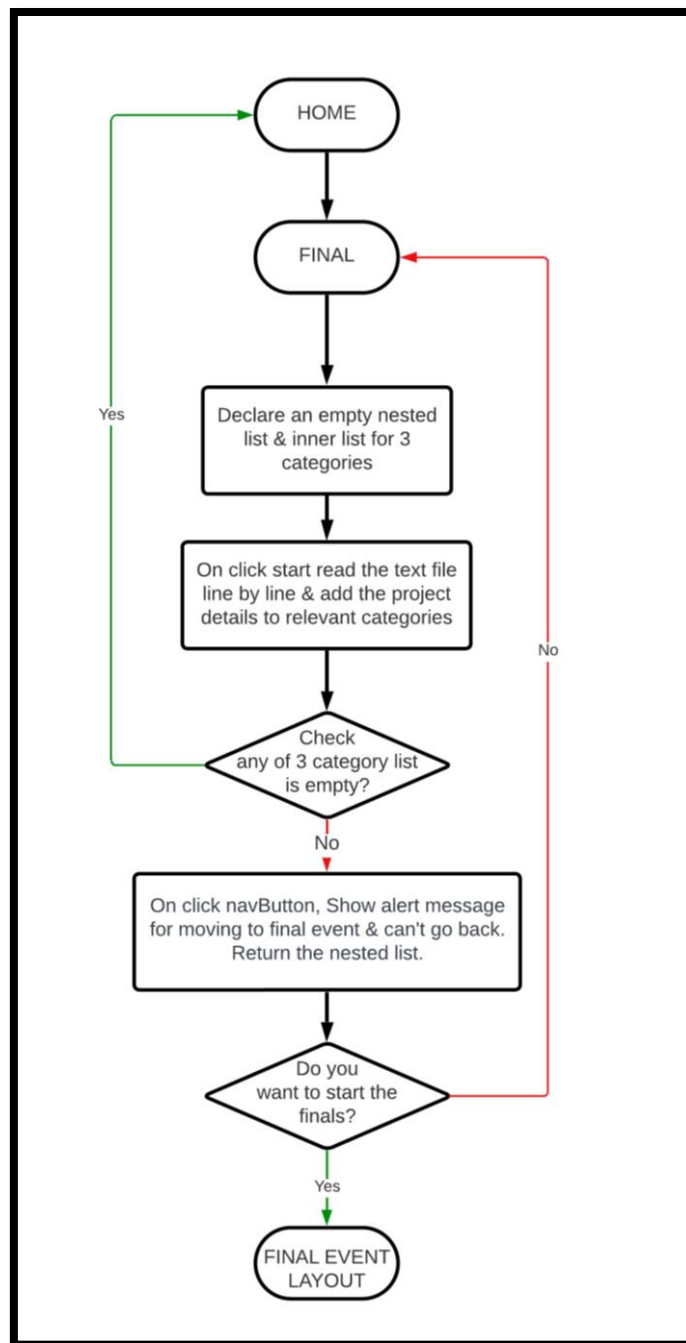 HOME
FINAL
Yes
Declare an empty nested
list & inner list for 3
categories
On click start read the text file
line by line & add the project
details to relevant categories
No
Check
any of 3 category list
is empty?
No
On click navButton, Show alert message
for moving to final event & can't go back.
Return the nested list.
Do you
want to start the
finals?
Yes
FINAL EVENT
LAYOUT